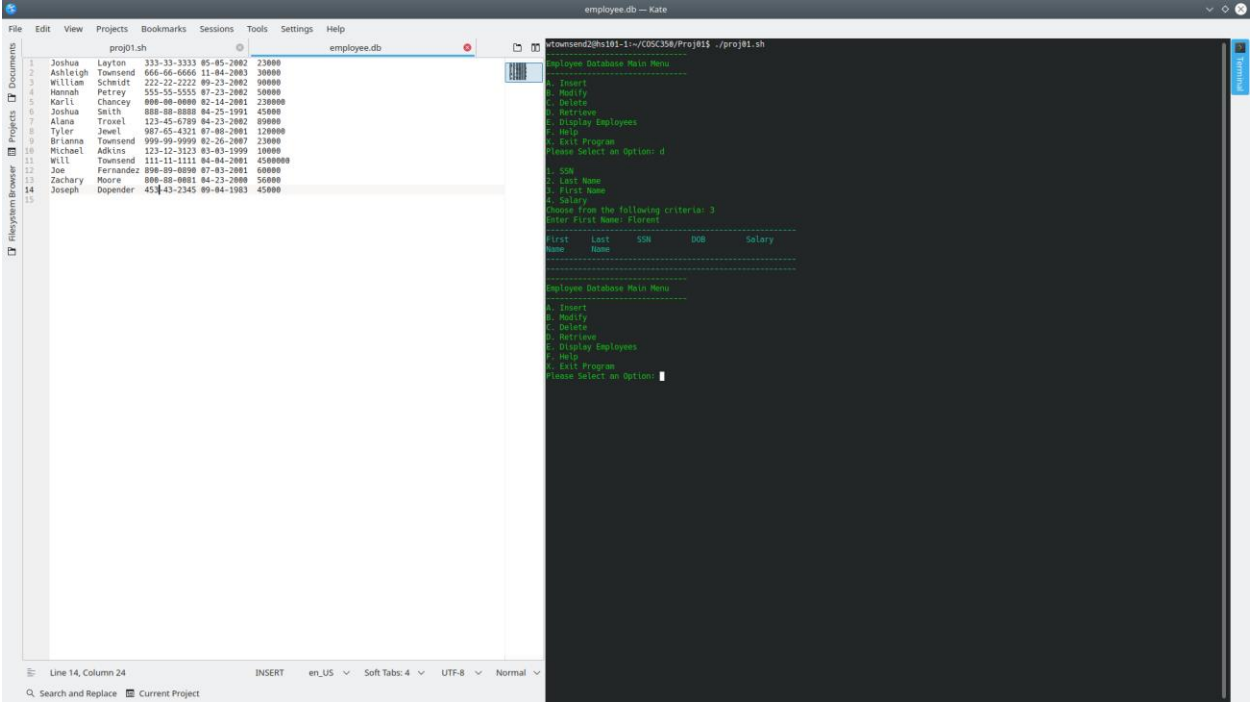 employee.db — Kate
File Edit View Projects Bookmarks Sessions Tools Settings Help
Documents
Projects
Filesystem Browser
proj01.sh employee.db
1 Joshua Layton 333-33-3333 05-05-2002 23000
2 Ashleigh Townsend 666-66-6666 11-04-2003 30000
3 William Schmidt 222-22-2222 09-23-2002 90000
4 Hannah Petrey 555-55-5555 07-23-2002 50000
5 Karli Chancey 000-00-0000 02-14-2001 230000
6 Joshua Smith 888-88-8888 04-25-1991 45000
7 Alana Troxel 123-45-6789 04-23-2002 89000
8 Tyler Jewel 987-65-4321 07-08-2001 120000
9 Brianna Townsend 999-99-9999 02-26-2007 23000
10 Michael Adkins 123-12-3123 03-03-1999 10000
11 Will Townsend 111-11-1111 04-04-2001 4500000
12 Joe Fernandez 890-89-0890 07-03-2001 60000
13 Zachary Moore 800-88-0081 04-23-2000 56000
14 Joseph Dopender 453-43-2345 09-04-1983 45000
15
Line 14, Column 24 INSERT en_US Soft Tabs: 4 UTF-8 Normal
Search and Replace Current Project
wtownsend2@hs101-1:~/COSC350/Proj01$ ./proj01.sh
-------------------------------
Employee Database Main Menu
-------------------------------
A. Insert
B. Modify
C. Delete
D. Retrieve
E. Display Employees
F. Help
X. Exit Program
Please Select an Option: d
1. SSN
2. Last Name
3. First Name
4. Salary
Choose from the following criteria: 3
Enter First Name: Florent
-------------------------------------------------------
First Last SSN DOB Salary
Name Name
-------------------------------------------------------
-------------------------------------------------------
-------------------------------
Employee Database Main Menu
-------------------------------
A. Insert
B. Modify
C. Delete
D. Retrieve
E. Display Employees
F. Help
X. Exit Program
Please Select an Option:
Terminal